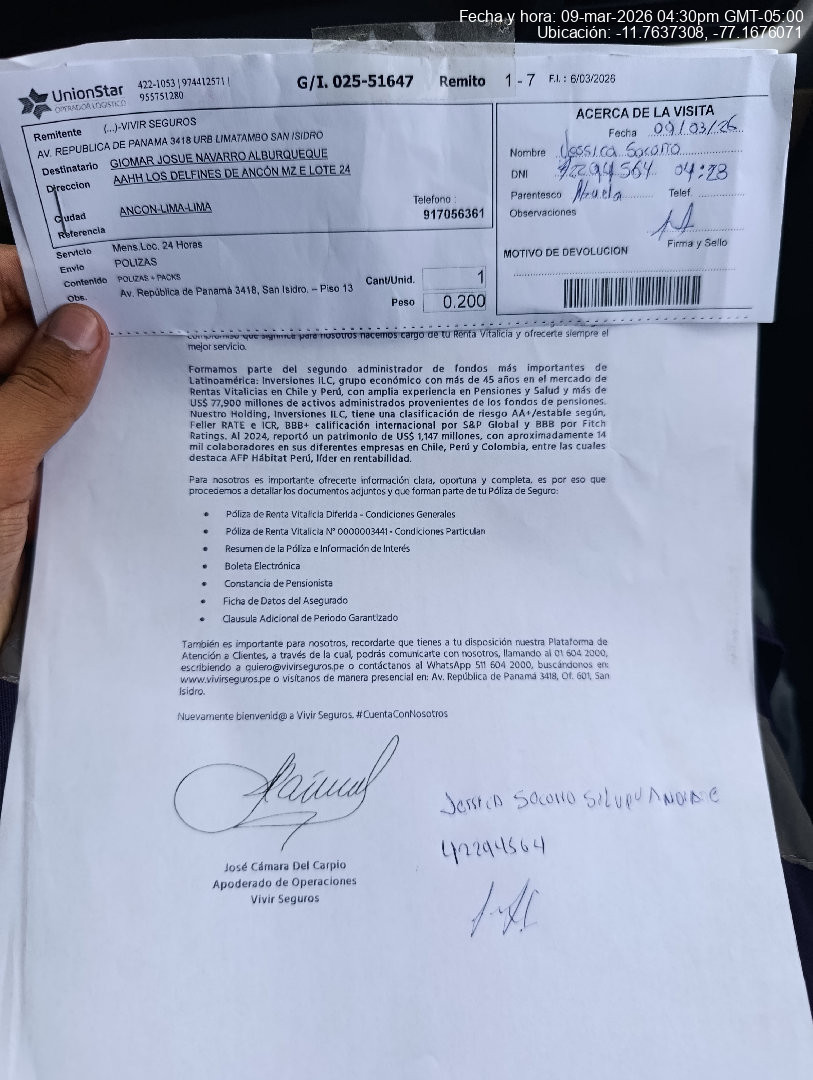 Fecha y hora: 09-mar-2026 04:30pm GMT-05:00
Ubicación: -11.7637308, -77.1676071
UnionStar
OPERADOR LOGISTICO
422-1053 | 974412571 |
955751280
G/I. 025-51647 Remito 1 - 7 F.I. : 6/03/2026
Remitente (...)-VIVIR SEGUROS
AV. REPUBLICA DE PANAMA 3418 URB LIMATAMBO SAN ISIDRO
Destinatario GIOMAR JOSUE NAVARRO ALBURQUEQUE
Direccion AAHH LOS DELFINES DE ANCÓN MZ E LOTE 24
Ciudad ANCON-LIMA-LIMA
Telefono :
917056361
Referencia
Servicio Mens.Loc. 24 Horas
Envio POLIZAS
Contenido POLIZAS + PACKS
Obs. Av. República de Panamá 3418, San Isidro. – Piso 13
Cant/Unid. 1
Peso 0.200
ACERCA DE LA VISITA
Fecha 09/03/26
Nombre Jessica Socorro
DNI 42294564 04:28
Parentesco Abuela Telef.
Observaciones
Firma y Sello
MOTIVO DE DEVOLUCION
compromiso que significa para nosotros hacernos cargo de tu Renta Vitalicia y ofrecerte siempre el
mejor servicio.
Formamos parte del segundo administrador de fondos más importantes de
Latinoamérica: Inversiones ILC, grupo económico con más de 45 años en el mercado de
Rentas Vitalicias en Chile y Perú, con amplia experiencia en Pensiones y Salud y más de
US$ 77,900 millones de activos administrados provenientes de los fondos de pensiones.
Nuestro Holding, Inversiones ILC, tiene una clasificación de riesgo AA+/estable según,
Feller RATE e ICR, BBB+ calificación internacional por S&P Global y BBB por Fitch
Ratings. Al 2024, reportó un patrimonio de US$ 1,147 millones, con aproximadamente 14
mil colaboradores en sus diferentes empresas en Chile, Perú y Colombia, entre las cuales
destaca AFP Hábitat Perú, líder en rentabilidad.
Para nosotros es importante ofrecerte información clara, oportuna y completa, es por eso que
procedemos a detallar los documentos adjuntos y que forman parte de tu Póliza de Seguro:
• Póliza de Renta Vitalicia Diferida - Condiciones Generales
• Póliza de Renta Vitalicia N° 0000003441 - Condiciones Particulan
• Resumen de la Póliza e Información de Interés
• Boleta Electrónica
• Constancia de Pensionista
• Ficha de Datos del Asegurado
• Clausula Adicional de Periodo Garantizado
También es importante para nosotros, recordarte que tienes a tu disposición nuestra Plataforma de
Atención a Clientes, a través de la cual, podrás comunicarte con nosotros, llamando al 01 604 2000,
escribiendo a quiero@vivirseguros.pe o contáctanos al WhatsApp 511 604 2000, buscándonos en:
www.vivirseguros.pe o visítanos de manera presencial en: Av. República de Panamá 3418, Of. 601, San
Isidro.
Nuevamente bienvenid@ a Vivir Seguros, #CuentaConNosotros
José Cámara Del Carpio
Apoderado de Operaciones
Vivir Seguros
Jessica Socorro Silupu
42294564